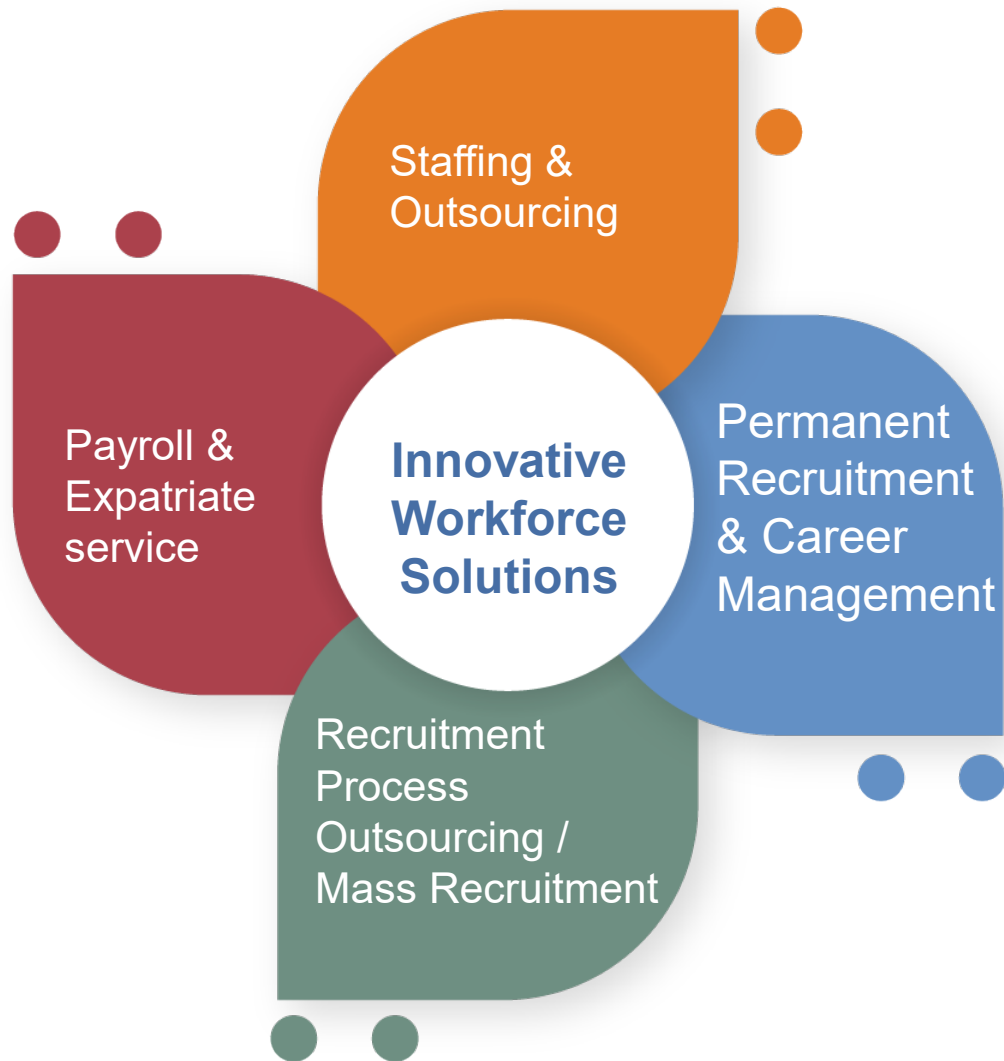 Staffing &
Outsourcing
Payroll &
Expatriate
service
Innovative
Workforce
Solutions
Permanent
Recruitment
& Career
Management
Recruitment
Process
Outsourcing /
Mass Recruitment